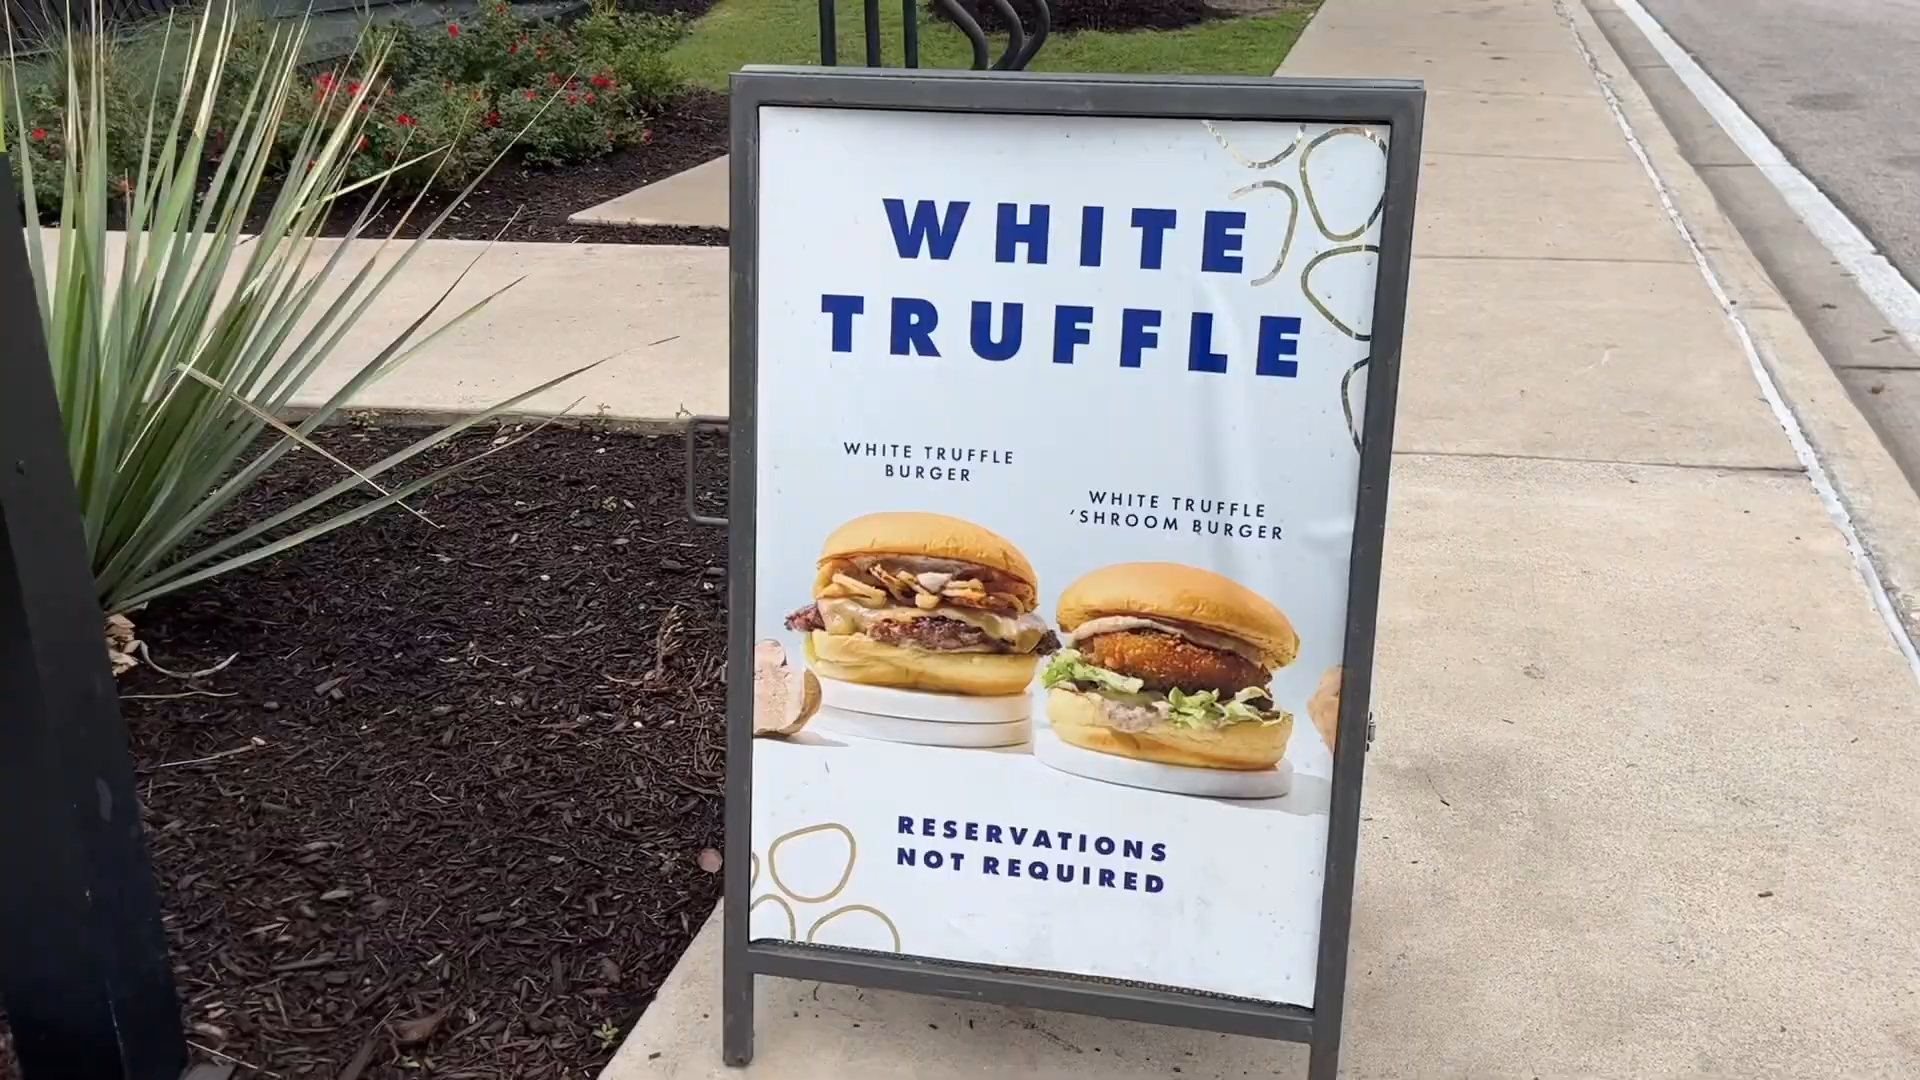 WHITE
TRUFFLE
WHITE TRUFFLE
BURGER
WHITE TRUFFLE
'SHROOM BURGER
RESERVATIONS
NOT REQUIRED